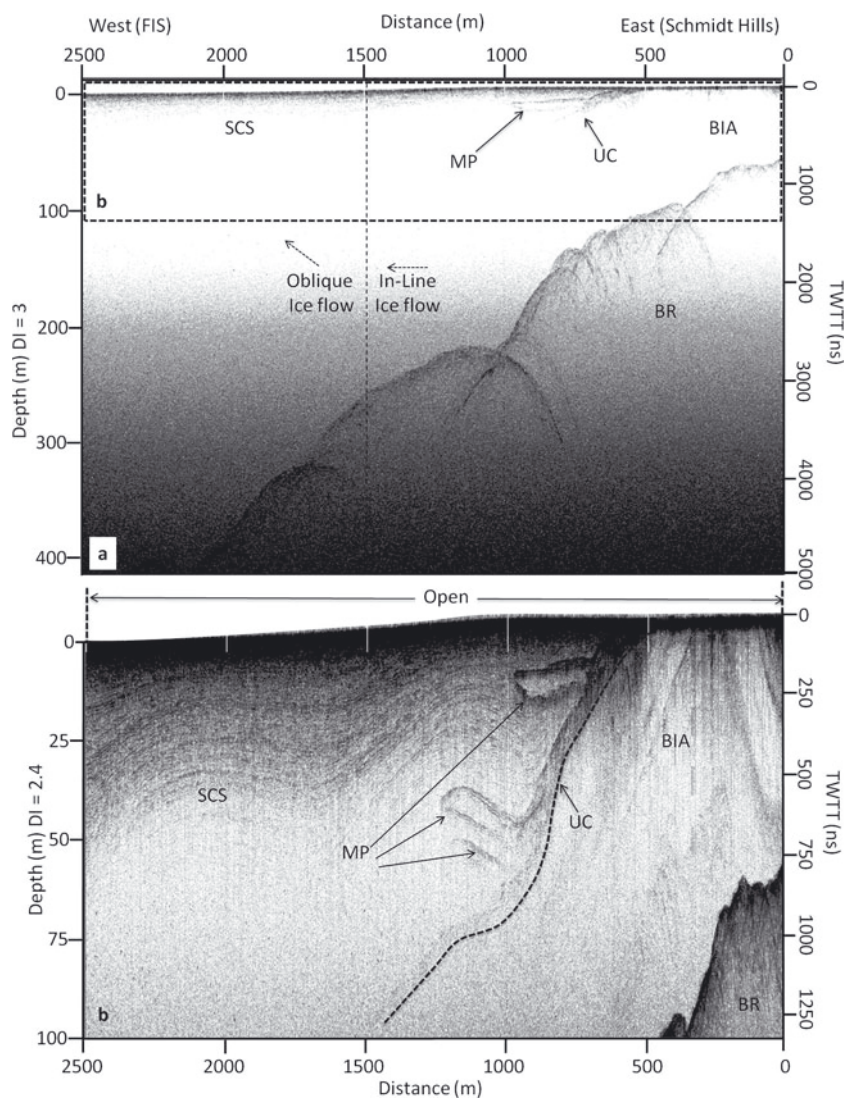 West (FIS) Distance (m) East (Schmidt Hills)
2500 2000 1500 1000 500 0
0 0
SCS BIA
MP UC
b 1000
100
Oblique Ice flow In-Line Ice flow
2000
200 BR
Depth (m) DI = 3 TWTT (ns)
3000
300
4000
400 a 5000
Open
0 0
250
25 BIA
SCS 500
UC
50 MP
750
Depth (m) DI = 2.4 TWTT (ns)
75 1000
BR
100 b 1250
2500 2000 1500 1000 500 0
Distance (m)